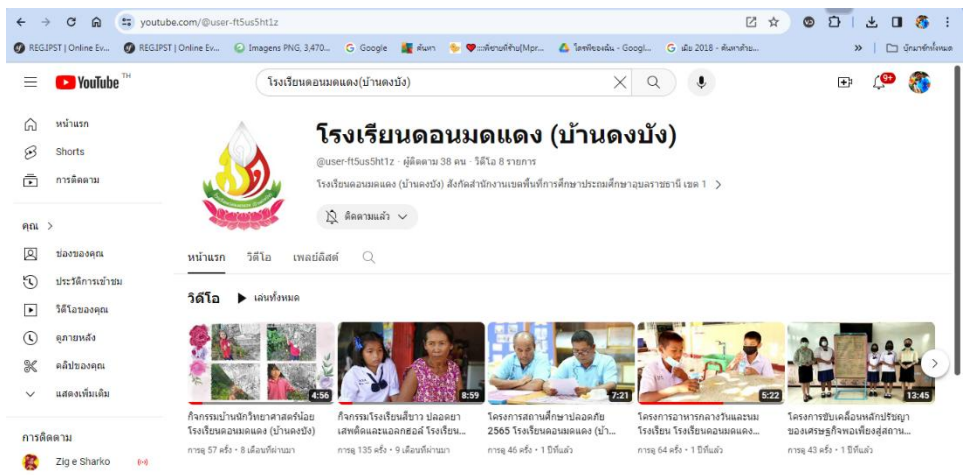 youtube.com/@user-ft5us5ht1z
REGIPST | Online Ev...
REGIPST | Online Ev...
Imagens PNG, 3,470...
Google
ค้นหา
Googl...
เมีย 2018 - ค้นหาด้วย...
»
บุ๊กมาร์กทั้งหมด
YouTube TH
โรงเรียนดอนมดแดง(บ้านดงบัง)
9+
หน้าแรก
Shorts
การติดตาม
คุณ >
ช่องของคุณ
ประวัติการเข้าชม
วิดีโอของคุณ
ดูภายหลัง
คลิปของคุณ
แสดงเพิ่มเติม
การติดตาม
Zig e Sharko
โรงเรียนดอนมดแดง (บ้านดงบัง)
@user-ft5us5ht1z · ผู้ติดตาม 38 คน · วิดีโอ 8 รายการ
โรงเรียนดอนมดแดง (บ้านดงบัง) สังกัดสำนักงานเขตพื้นที่การศึกษาประถมศึกษาอุบลราชธานี เขต 1 >
ติดตามแล้ว
หน้าแรก วิดีโอ เพลย์ลิสต์
วิดีโอ เล่นทั้งหมด
4:56
8:59
7:21
5:22
13:45
กิจกรรมบ้านนักวิทยาศาสตร์น้อย
โรงเรียนดอนมดแดง (บ้านดงบัง)
การดู 57 ครั้ง • 8 เดือนที่ผ่านมา
กิจกรรมโรงเรียนสีขาว ปลอดยา
เสพติดและแอลกฮอล์ โรงเรียน...
การดู 135 ครั้ง • 9 เดือนที่ผ่านมา
โครงการสถานศึกษาปลอดภัย
2565 โรงเรียนดอนมดแดง (บ้า...
การดู 46 ครั้ง • 1 ปีที่แล้ว
โครงการอาหารกลางวันและนม
โรงเรียน โรงเรียนดอนมดแดง...
การดู 64 ครั้ง • 1 ปีที่แล้ว
โครงการขับเคลื่อนหลักปรัชญา
ของเศรษฐกิจพอเพียงสู่สถาน...
การดู 43 ครั้ง • 1 ปีที่แล้ว